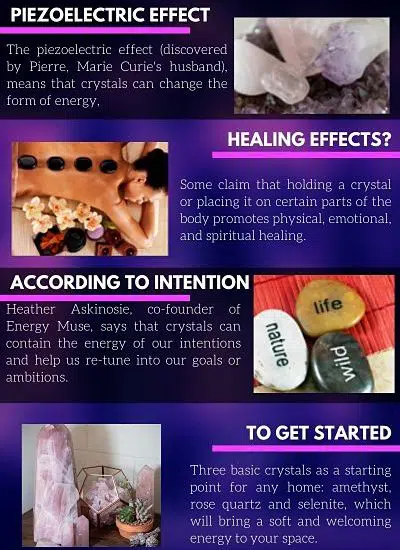 PIEZOELECTRIC EFFECT
The piezoelectric effect (discovered
by Pierre, Marie Curie's husband),
means that crystals can change the
form of energy,
HEALING EFFECTS?
Some claim that holding a crystal
or placing it on certain parts of the
body promotes physical, emotional,
and spiritual healing.
ACCORDING TO INTENTION
Heather Askinosie, co-founder of
Energy Muse, says that crystals can
contain the energy of our intentions
and help us re-tune into our goals or
ambitions.
life
nature
wild
TO GET STARTED
Three basic crystals as a starting
point for any home: amethyst,
rose quartz and selenite, which
will bring a soft and welcoming
energy to your space.